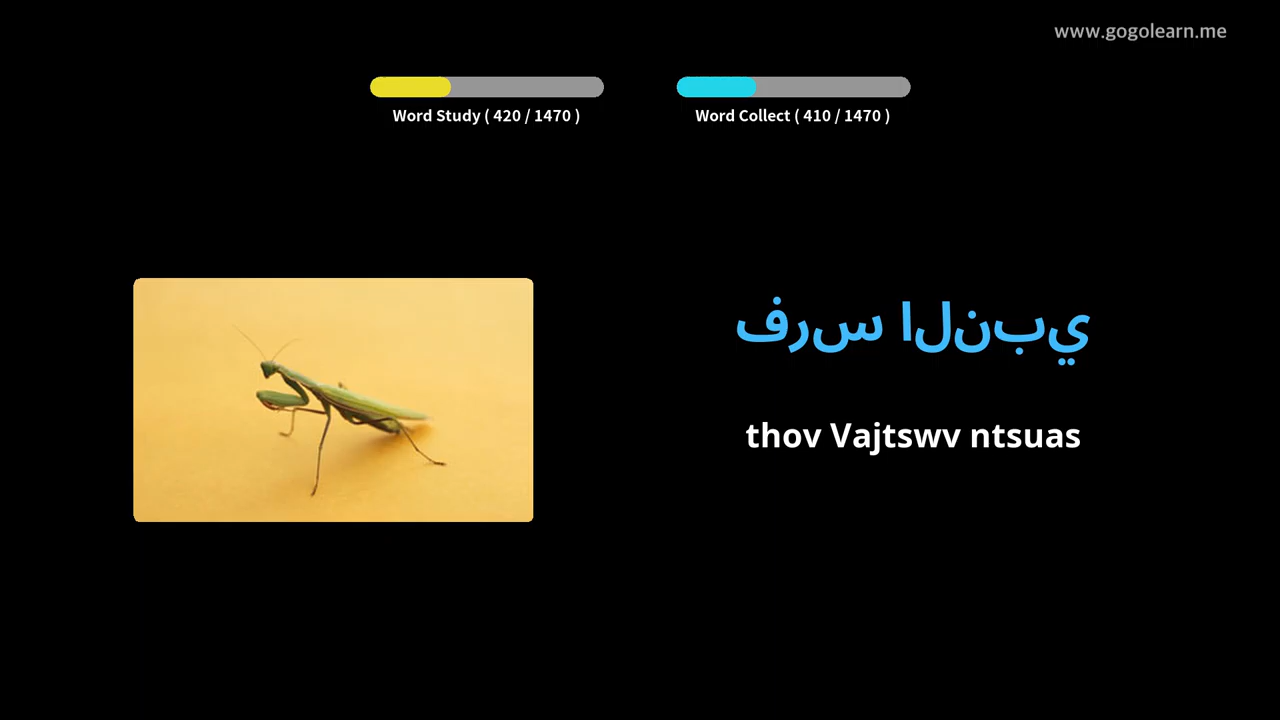 www.gogolearn.me
Word Study ( 420 / 1470 )
Word Collect ( 410 / 1470 )
فرس النبي
thov Vajtswv ntsuas